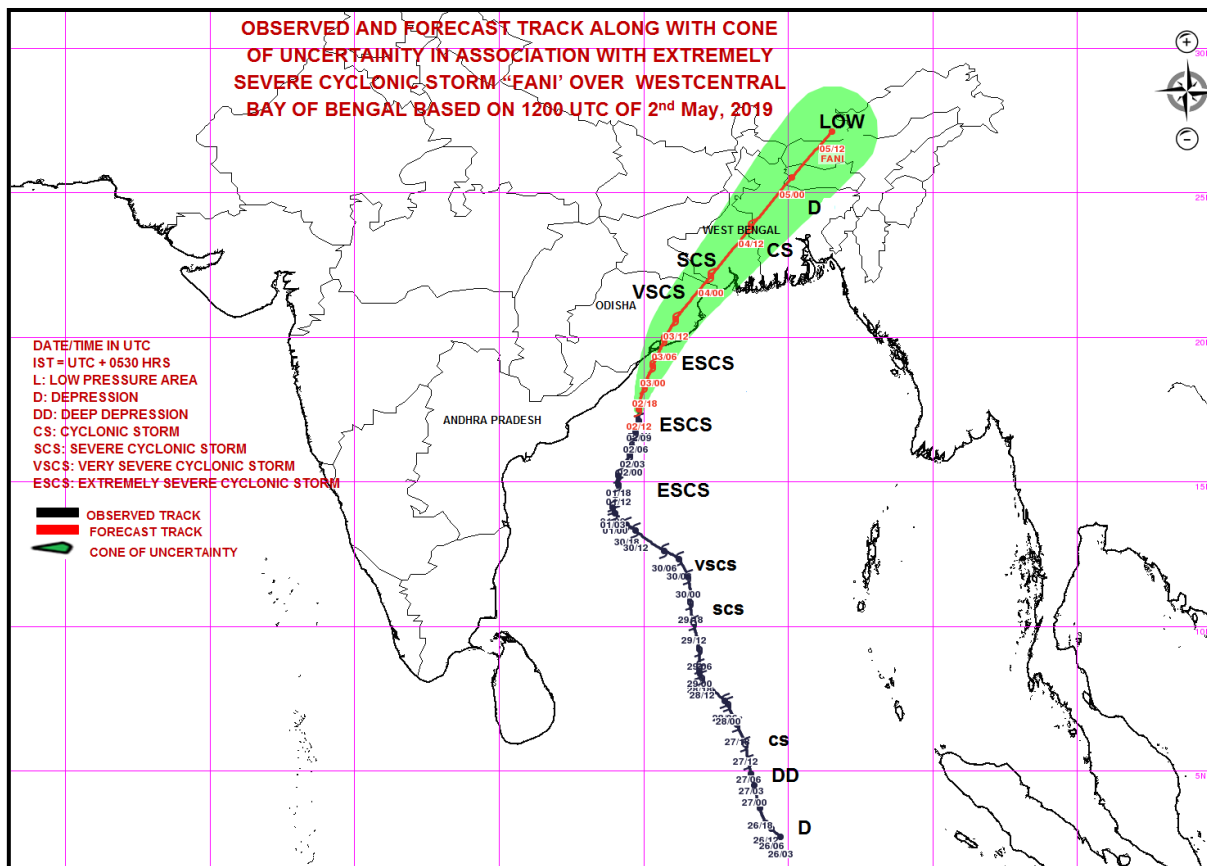 OBSERVED AND FORECAST TRACK ALONG WITH CONE
OF UNCERTAINITY IN ASSOCIATION WITH EXTREMELY
SEVERE CYCLONIC STORM “FANI’ OVER WESTCENTRAL
BAY OF BENGAL BASED ON 1200 UTC OF 2nd May, 2019
30N
LOW
05/12
FANI
05/00
25N
D
WEST BENGAL
04/12
CS
SCS
04/00
VSCS
ODISHA
03/12
20N
DATE/TIME IN UTC
IST = UTC + 0530 HRS
L: LOW PRESSURE AREA
D: DEPRESSION
DD: DEEP DEPRESSION
CS: CYCLONIC STORM
SCS: SEVERE CYCLONIC STORM
VSCS: VERY SEVERE CYCLONIC STORM
ESCS: EXTREMELY SEVERE CYCLONIC STORM
OBSERVED TRACK
FORECAST TRACK
CONE OF UNCERTAINTY
03/06
ESCS
03/00
02/18
ANDHRA PRADESH
02/12
ESCS
02/09
02/06
02/03
02/00
15N
01/18
ESCS
01/12
01/03
01/00
30/18
30/12
30/06
VSCS
30/00
SCS
29/18
10N
29/12
29/06
29/00
28/12
28/00
CS
27/12
5N
27/06
DD
27/03
27/00
26/18
D
26/12
26/06
26/03